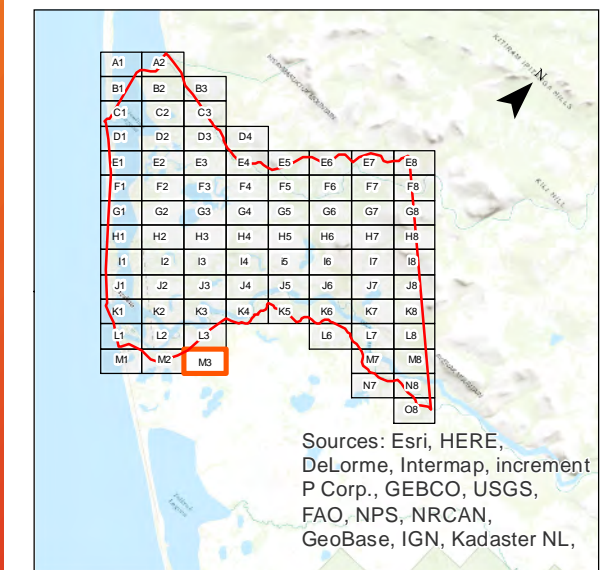 KITIRAM IPTENGA HILLS
N
A1 A2
B1 B2 B3
C1 C2 C3
D1 D2 D3 D4
E1 E2 E3 E4 E5 E6 E7 E8
F1 F2 F3 F4 F5 F6 F7 F8
KILI HILL
G1 G2 G3 G4 G5 G6 G7 G8
H1 H2 H3 H4 H5 H6 H7 H8
I1 I2 I3 I4 I5 I6 I7 I8
J1 J2 J3 J4 J5 J6 J7 J8
K1 K2 K3 K4 K5 K6 K7 K8
L1 L2 L3 L6 L7 L8
M1 M2 M3 M7 M8
N7 N8
O8
Sources: Esri, HERE,
DeLorme, Intermap, increment
P Corp., GEBCO, USGS,
FAO, NPS, NRCAN,
GeoBase, IGN, Kadaster NL,